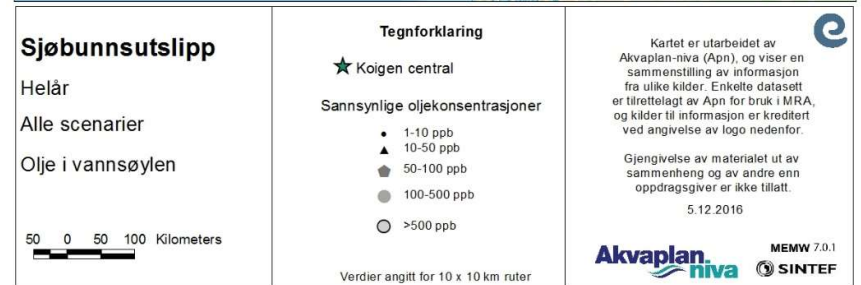 Sjøbunnsutslipp
Helår
Alle scenarier
Olje i vannsøylen
50 0 50 100 Kilometers
Tegnforklaring
Koigen central
Sannsynlige oljekonsentrasjoner
1-10 ppb
10-50 ppb
50-100 ppb
100-500 ppb
>500 ppb
Verdier angitt for 10 x 10 km ruter
Kartet er utarbeidet av
Akvaplan-niva (Apn), og viser en
sammenstilling av informasjon
fra ulike kilder. Enkelte datasett
er tilrettelagt av Apn for bruk i MRA,
og kilder til informasjon er kreditert
ved angivelse av logo nedenfor.
Gjengivelse av materialet ut av
sammenheng og av andre enn
oppdragsgiver er ikke tillatt.
5.12.2016
Akvaplan
niva
MEMW 7.0.1
SINTEF